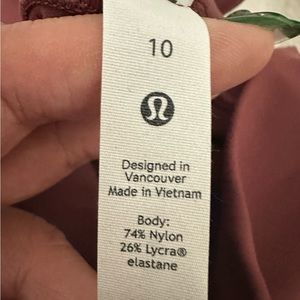 10
Designed in
Vancouver
Made in Vietnam
Body:
74% Nylon
26% Lycra®
elastane